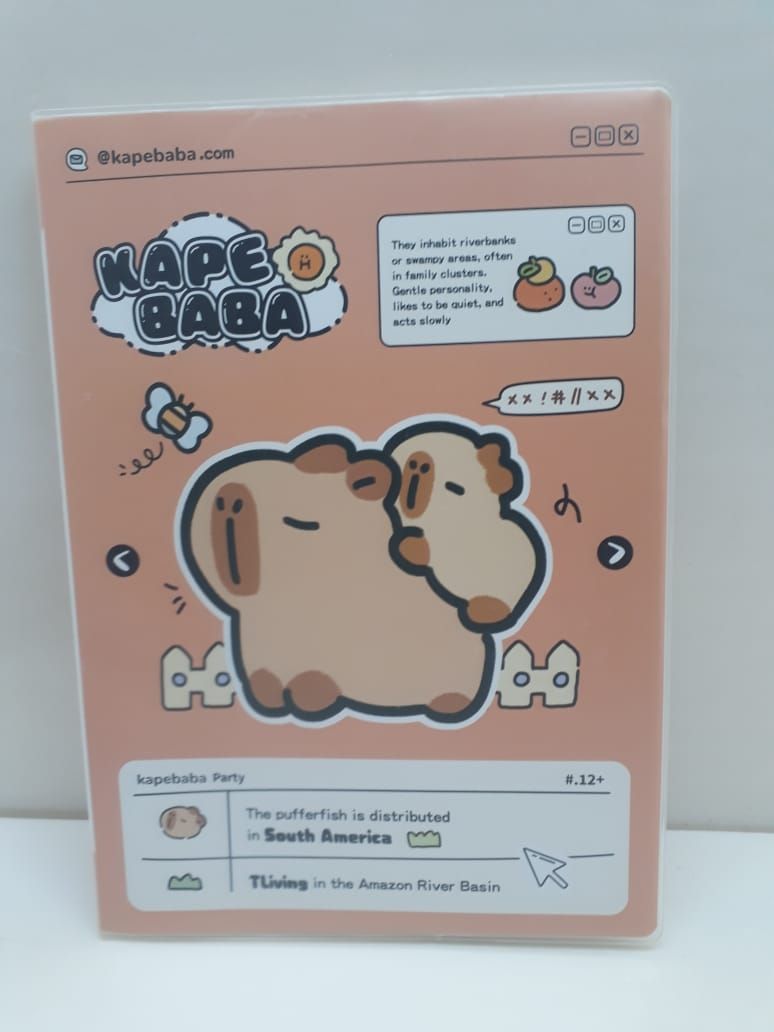 @kapebaba.com
KAPE
BABA
They inhabit riverbanks
or swampy areas, often
in family clusters.
Gentle personality,
likes to be quiet, and
acts slowly
××!#//××
kapebaba Party
#.12+
The pufferfish is distributed
in South America
TLiving in the Amazon River Basin